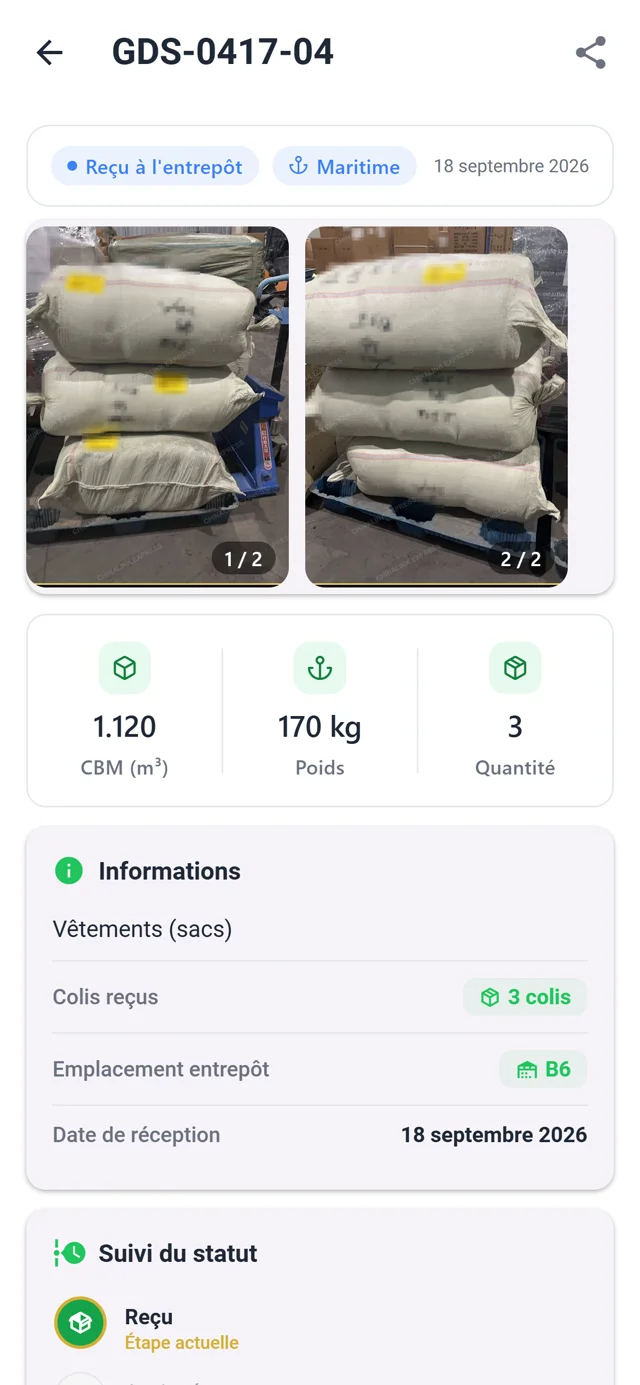 GDS-0417-04
Reçu à l'entrepôt
Maritime
18 septembre 2026
1 / 2
2 / 2
1.120
CBM (m³)
170 kg
Poids
3
Quantité
Informations
Vêtements (sacs)
Colis reçus
3 colis
Emplacement entrepôt
B6
Date de réception
18 septembre 2026
Suivi du statut
Reçu
Étape actuelle